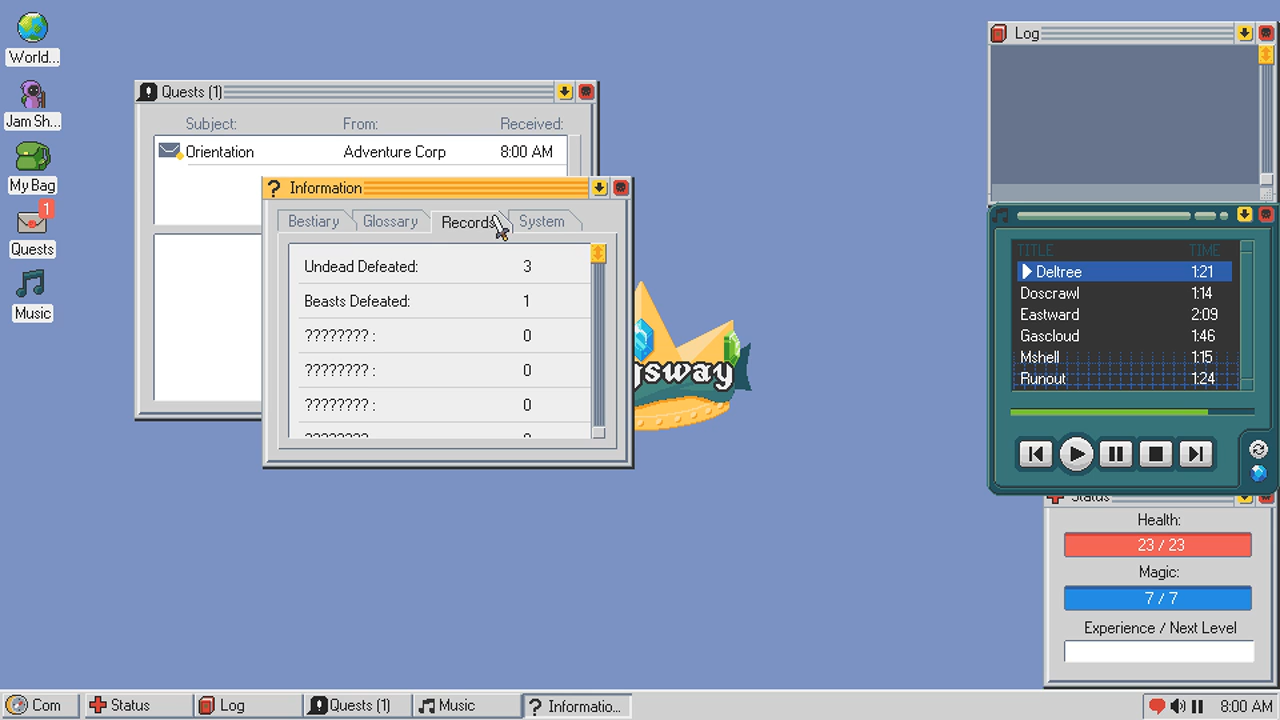 World...
Jam Sh...
My Bag
1
Quests
Music
Quests (1)
Subject: From: Received:
Orientation Adventure Corp 8:00 AM
Information
Bestiary Glossary Records System
Undead Defeated: 3
Beasts Defeated: 1
???????? : 0
???????? : 0
???????? : 0
gsway
Log
TITLE TIME
Deltree 1:21
Doscrawl 1:14
Eastward 2:09
Gascloud 1:46
Mshell 1:15
Runout 1:24
Status
Health:
23 / 23
Magic:
7 / 7
Experience / Next Level
Com Status Log Quests (1) Music Informatio... 8:00 AM